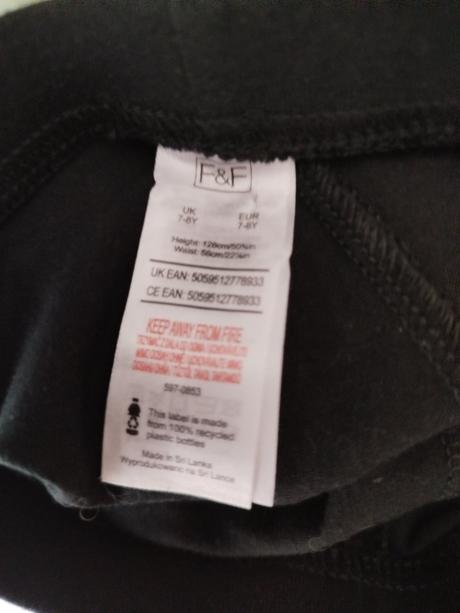 F&F
UK EUR
7-8Y 7-8Y
Height: 128cm/50½in
Waist: 56cm/22¼in
UK EAN: 5059512778933
CE EAN: 5059512778933
KEEP AWAY FROM FIRE
597-0853
This label is made
from 100% recycled
plastic bottles
Made in Sri Lanka
Wyprodukowano na Sri Lance